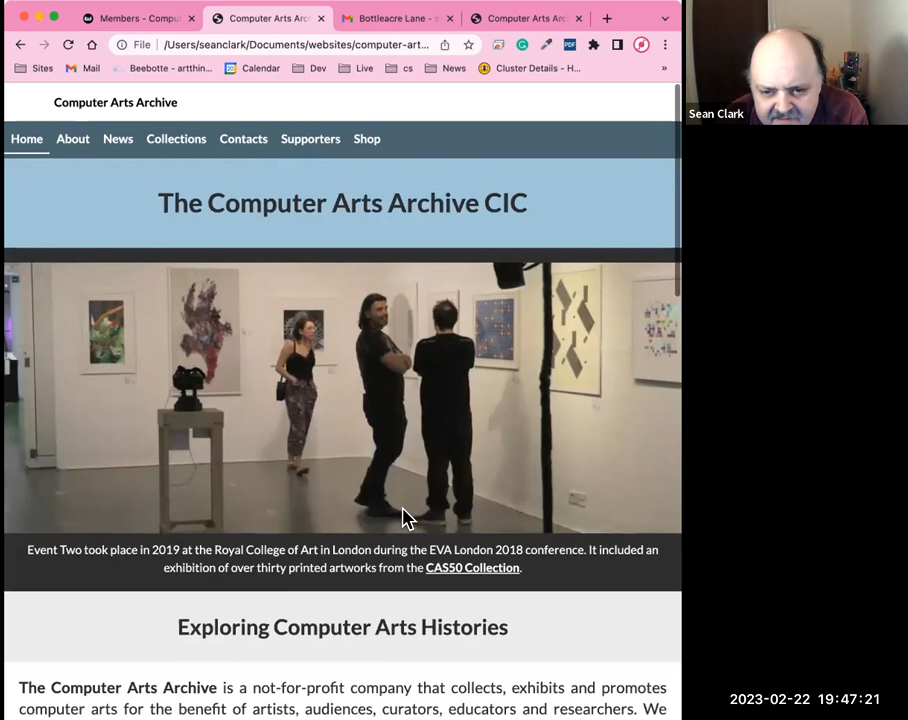 Members - Comput
Computer Arts Arc
Bottleacre Lane - s
Computer Arts Arc
File
/Users/seanclark/Documents/websites/computer-art...
PDF
Sites
Mail
Beebotte - artthin...
Calendar
Dev
Live
cs
News
Cluster Details - H...
»
Computer Arts Archive
Home About News Collections Contacts Supporters Shop
The Computer Arts Archive CIC
Event Two took place in 2019 at the Royal College of Art in London during the EVA London 2018 conference. It included an
exhibition of over thirty printed artworks from the CAS50 Collection.
Exploring Computer Arts Histories
The Computer Arts Archive is a not-for-profit company that collects, exhibits and promotes
computer arts for the benefit of artists, audiences, curators, educators and researchers. We
Sean Clark
2023-02-22 19:47:21